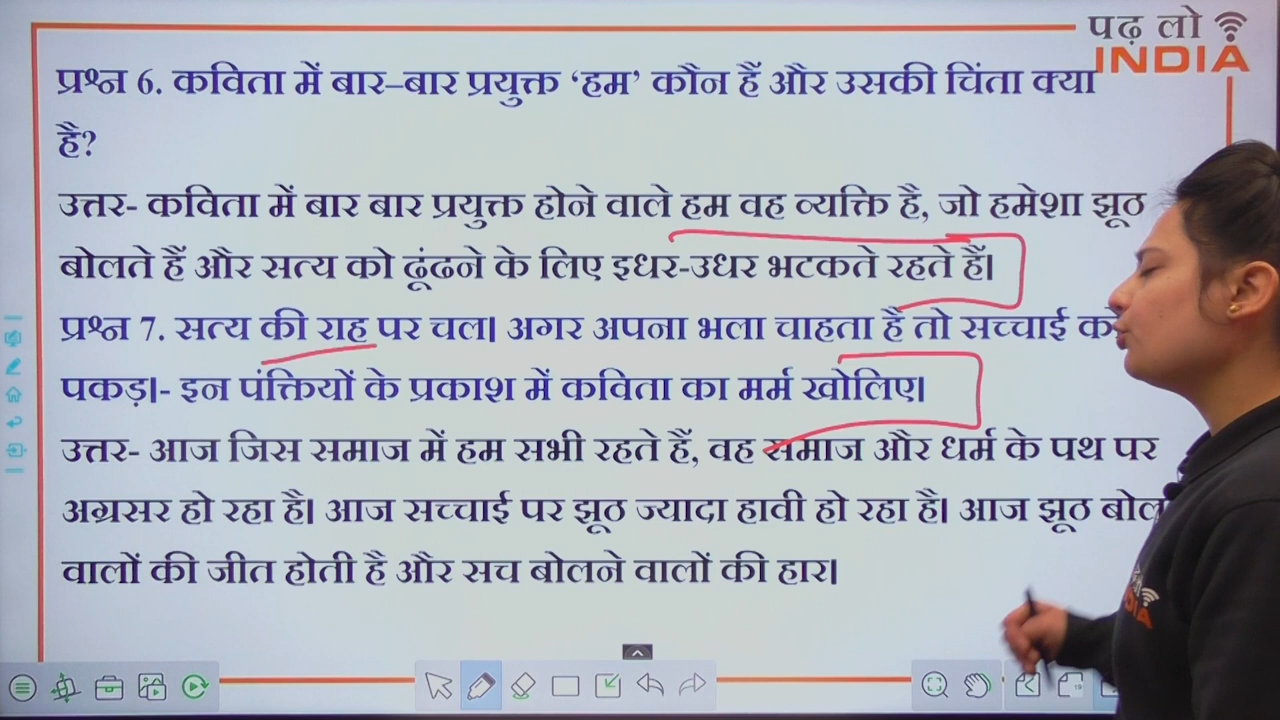 पढ़ लो
INDIA
प्रश्न 6. कविता में बार–बार प्रयुक्त ‘हम’ कौन हैं और उसकी चिंता क्या
है?
उत्तर- कविता में बार बार प्रयुक्त होने वाले हम वह व्यक्ति है, जो हमेशा झूठ
बोलते हैं और सत्य को ढूंढने के लिए इधर-उधर भटकते रहते हैं।
प्रश्न 7. सत्य की राह पर चल। अगर अपना भला चाहता है तो सच्चाई
पकड़।- इन पंक्तियों के प्रकाश में कविता का मर्म खोलिए।
उत्तर- आज जिस समाज में हम सभी रहते हैं, वह समाज और धर्म के पथ पर
अग्रसर हो रहा है। आज सच्चाई पर झूठ ज्यादा हावी हो रहा है। आज झूठ
वालों की जीत होती है और सच बोलने वालों की हार।